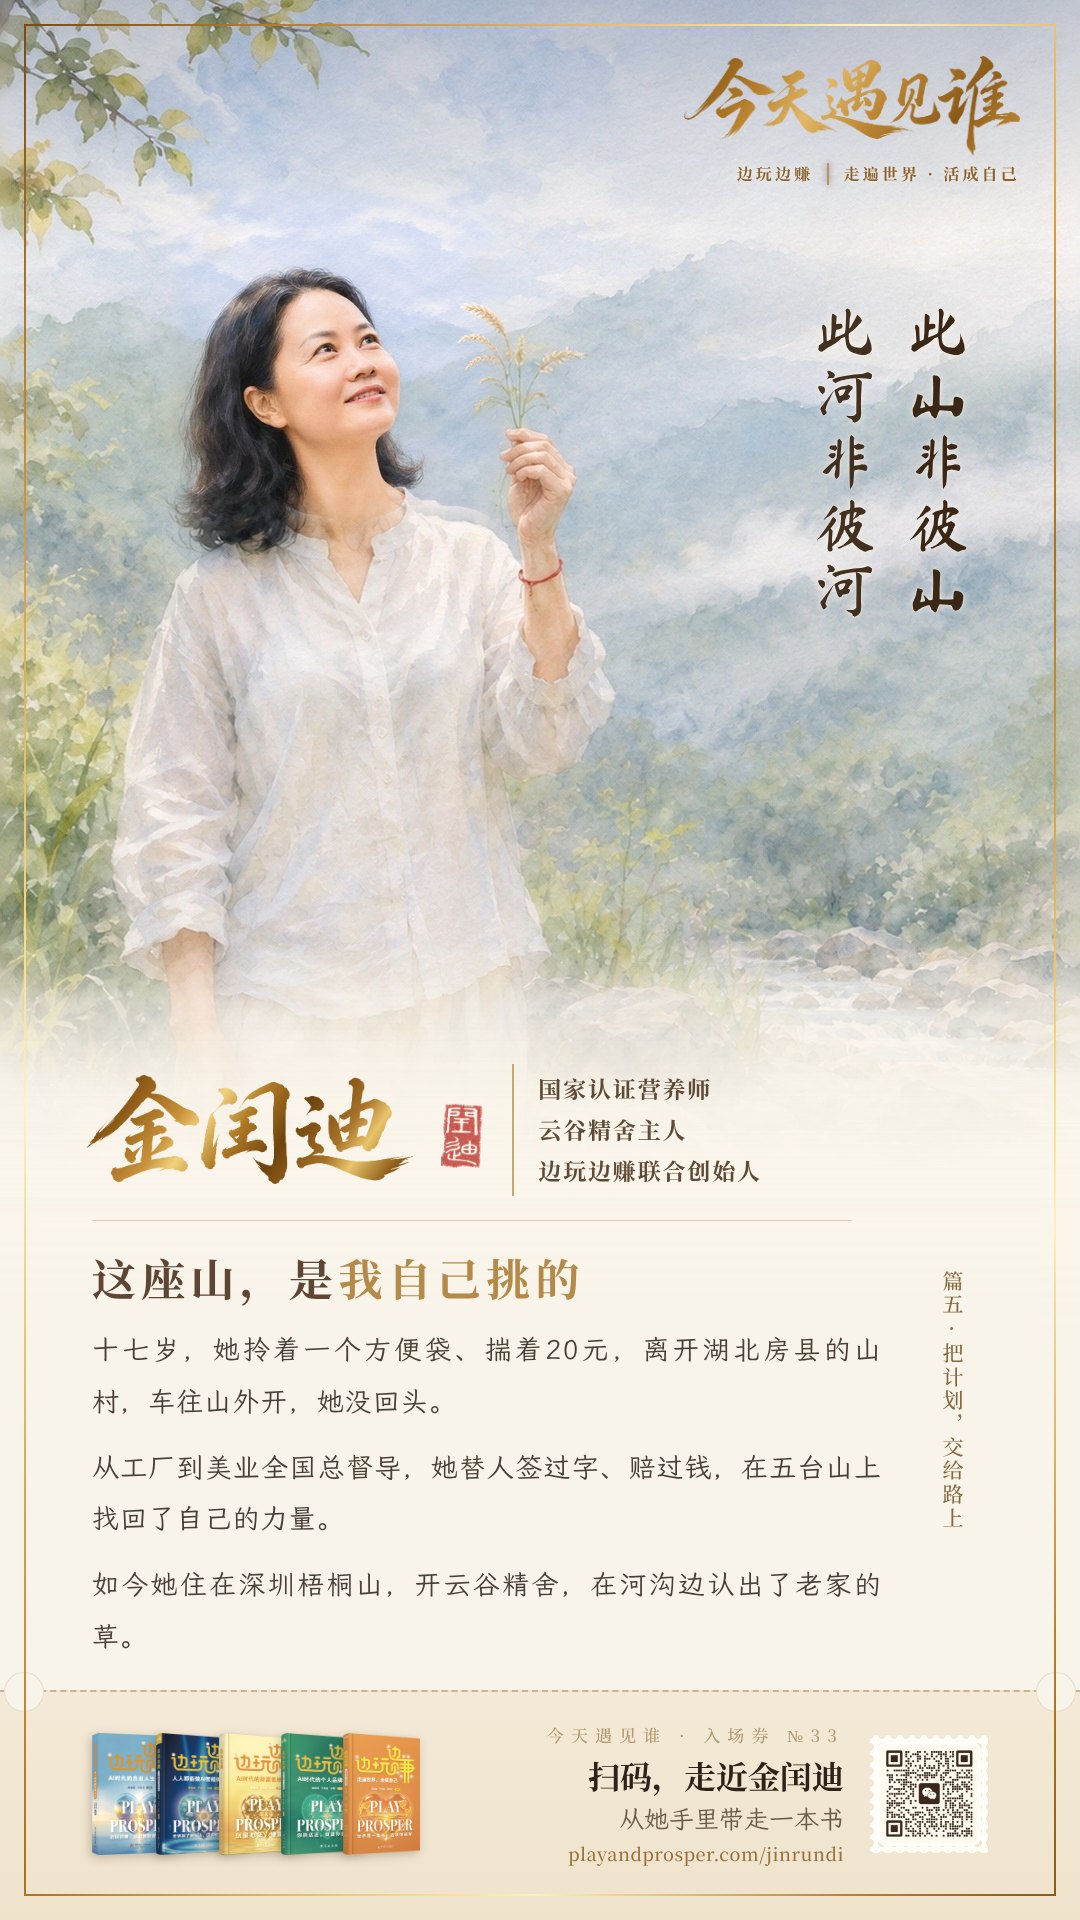 今天遇见谁
边玩边赚 | 走遍世界 · 活成自己
此山非彼山
此河非彼河
金闰迪
闰迪
国家认证营养师
云谷精舍主人
边玩边赚联合创始人
这座山，是我自己挑的
十七岁，她拎着一个方便袋、揣着20元，离开湖北房县的山
村，车往山外开，她没回头。
从工厂到美业全国总督导，她替人签过字、赔过钱，在五台山上
找回了自己的力量。
如今她住在深圳梧桐山，开云谷精舍，在河沟边认出了老家的
草。
篇五·把计划，交给路上
今天遇见谁 · 入场券 №33
扫码，走近金闰迪
从她手里带走一本书
playandprosper.com/jinrundi
边玩边赚
PLAY
PROSPER